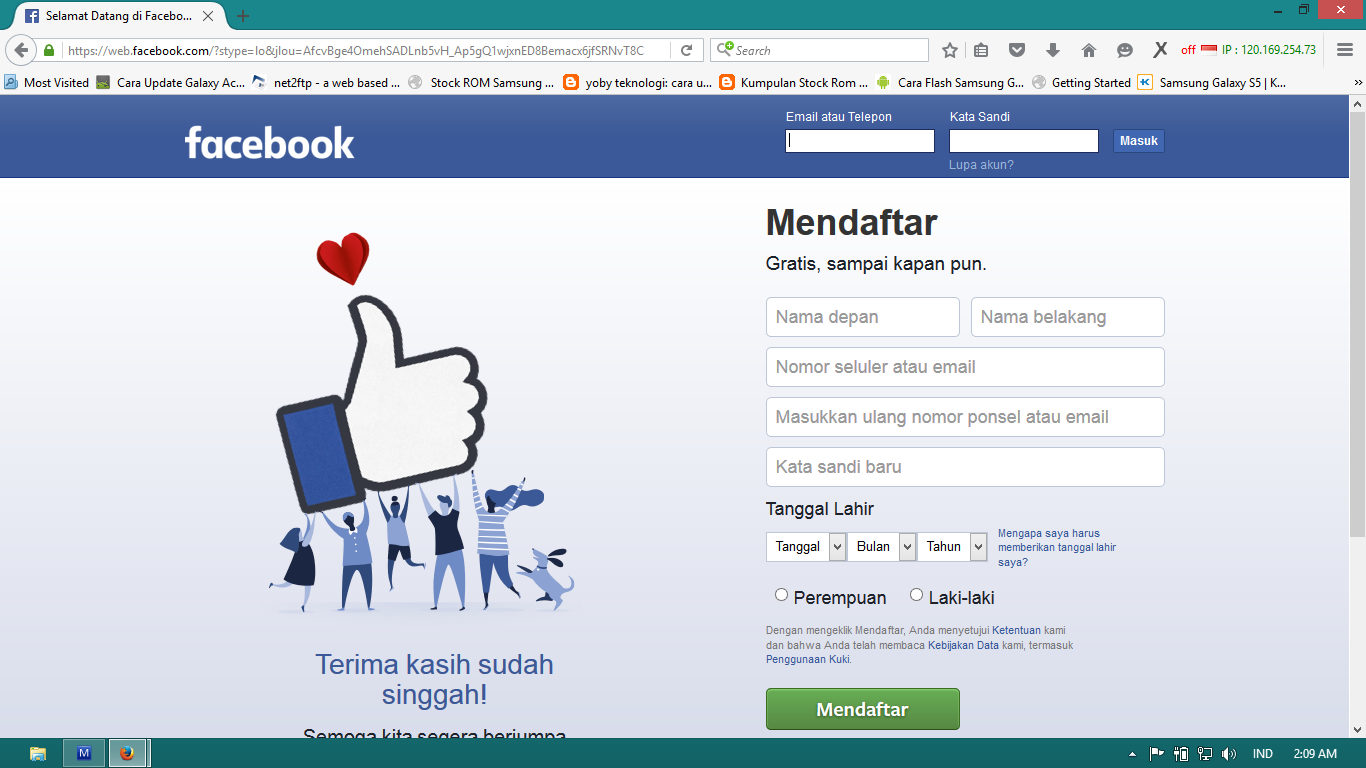 Selamat Datang di Facebo...
https://web.facebook.com/?stype=lo&jlou=AfcvBge4OmehSADLnb5vH_Ap5gQ1wjxnED8Bemacx6jfSRNvT8C
Search
off IP : 120.169.254.73
Most Visited Cara Update Galaxy Ac... net2ftp - a web based ... Stock ROM Samsung ... yoby teknologi: cara u... Kumpulan Stock Rom ... Cara Flash Samsung G... Getting Started Samsung Galaxy S5 | K...
facebook
Email atau Telepon Kata Sandi
Masuk
Lupa akun?
Mendaftar
Gratis, sampai kapan pun.
Nama depan Nama belakang
Nomor seluler atau email
Masukkan ulang nomor ponsel atau email
Kata sandi baru
Tanggal Lahir
Tanggal Bulan Tahun
Mengapa saya harus
memberikan tanggal lahir
saya?
Perempuan Laki-laki
Dengan mengeklik Mendaftar, Anda menyetujui Ketentuan kami
dan bahwa Anda telah membaca Kebijakan Data kami, termasuk
Penggunaan Kuki.
Mendaftar
Terima kasih sudah
singgah!
Semoga kita segera berjumpa
IND 2:09 AM